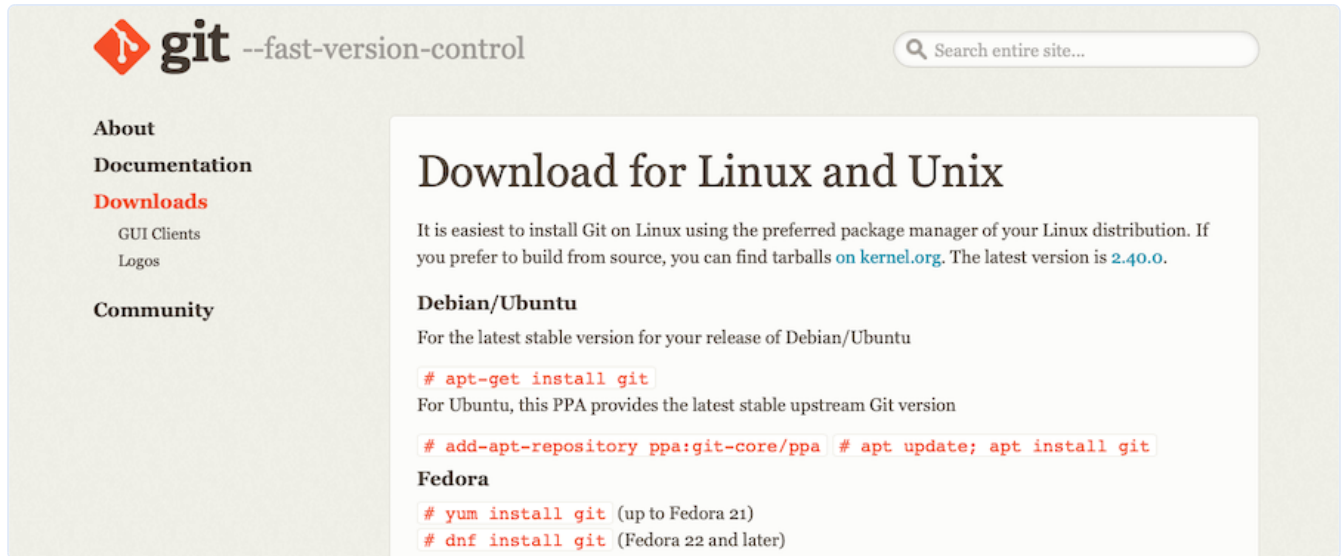 git --fast-version-control
Search entire site...
About
Documentation
Downloads
GUI Clients
Logos
Community
Download for Linux and Unix
It is easiest to install Git on Linux using the preferred package manager of your Linux distribution. If
you prefer to build from source, you can find tarballs on kernel.org. The latest version is 2.40.0.
Debian/Ubuntu
For the latest stable version for your release of Debian/Ubuntu
# apt-get install git
For Ubuntu, this PPA provides the latest stable upstream Git version
# add-apt-repository ppa:git-core/ppa # apt update; apt install git
Fedora
# yum install git (up to Fedora 21)
# dnf install git (Fedora 22 and later)